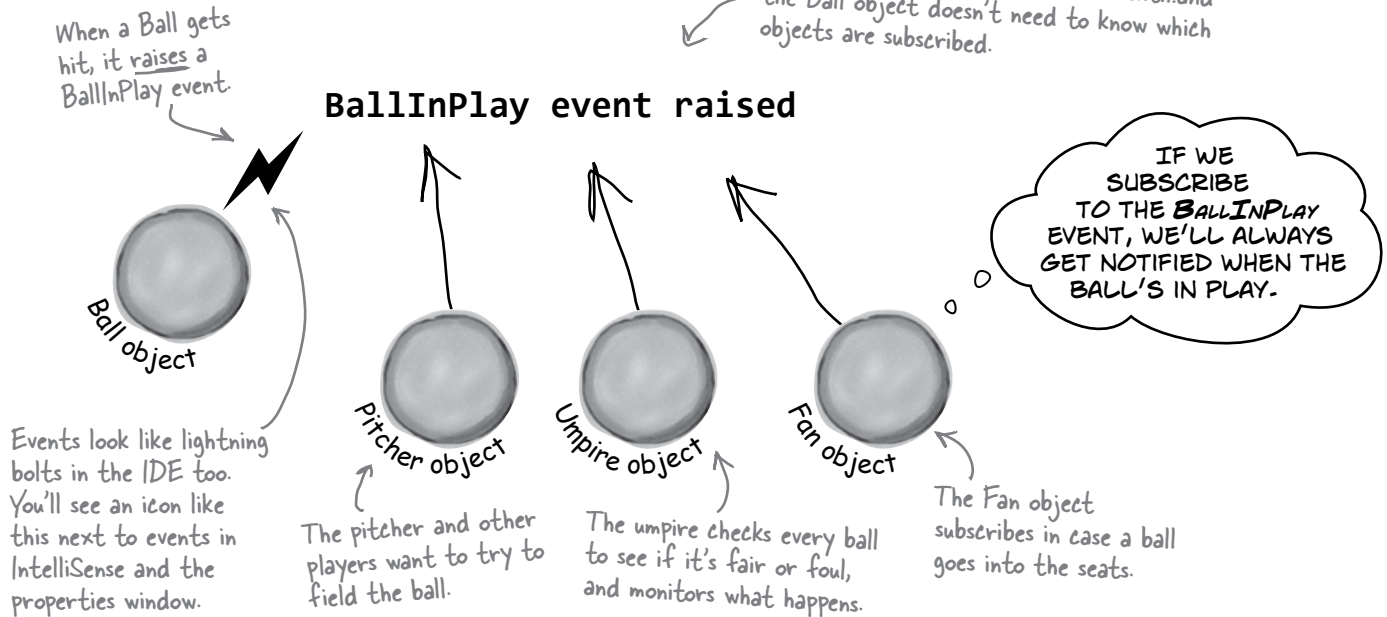 When a Ball gets
hit, it raises a
BallInPlay event.
the Ball object doesn't need to know which
objects are subscribed.
BallInPlay event raised
IF WE
SUBSCRIBE
TO THE BALLINPLAY
EVENT, WE'LL ALWAYS
GET NOTIFIED WHEN THE
BALL'S IN PLAY.
Ball object
Pitcher object
Umpire object
Fan object
Events look like lightning
bolts in the IDE too.
You'll see an icon like
this next to events in
IntelliSense and the
properties window.
The pitcher and other
players want to try to
field the ball.
The umpire checks every ball
to see if it's fair or foul,
and monitors what happens.
The Fan object
subscribes in case a ball
goes into the seats.